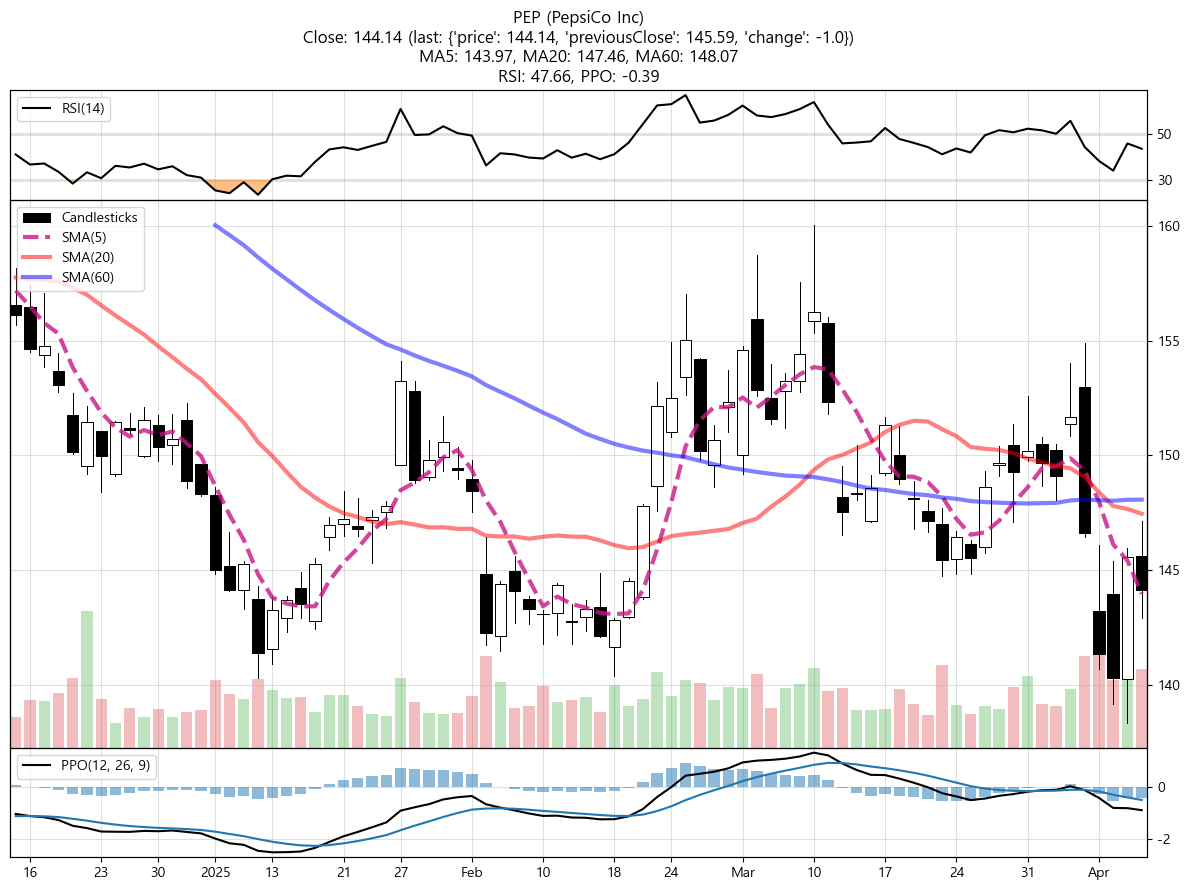 PEP (PepsiCo Inc)
Close: 144.14 (last: {'price': 144.14, 'previousClose': 145.59, 'change': -1.0})
MA5: 143.97, MA20: 147.46, MA60: 148.07
RSI: 47.66, PPO: -0.39
RSI(14)
50
30
Candlesticks
SMA(5)
SMA(20)
SMA(60)
160
155
150
145
140
PPO(12, 26, 9)
0
-2
16 23 30 2025 13 21 27 Feb 10 18 24 Mar 10 17 24 31 Apr